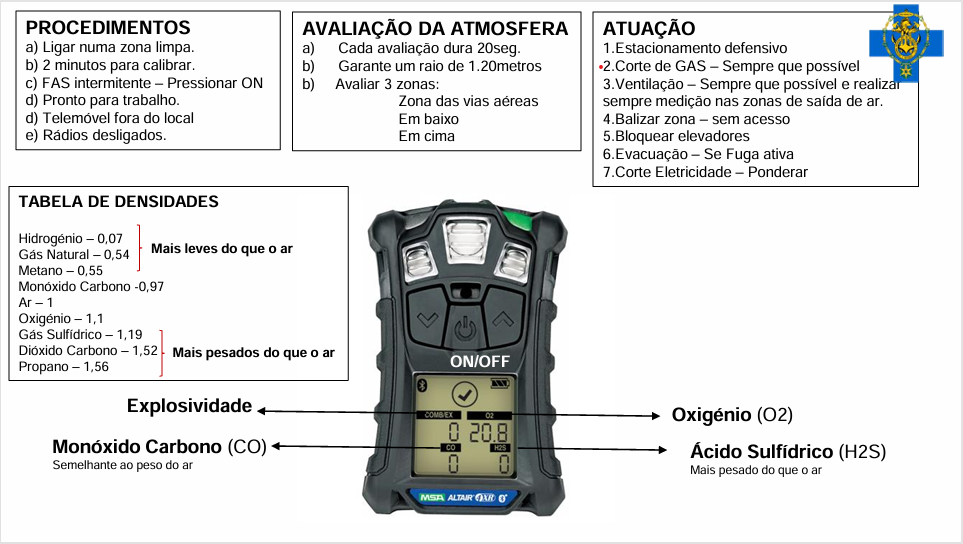 PROCEDIMENTOS
a) Ligar numa zona limpa.
b) 2 minutos para calibrar.
c) FAS intermitente – Pressionar ON
d) Pronto para trabalho.
d) Telemóvel fora do local
e) Rádios desligados.
AVALIAÇÃO DA ATMOSFERA
a) Cada avaliação dura 20seg.
b) Garante um raio de 1.20metros
b) Avaliar 3 zonas:
Zona das vias aéreas
Em baixo
Em cima
ATUAÇÃO
1.Estacionamento defensivo
•2.Corte de GAS – Sempre que possível
3.Ventilação – Sempre que possível e realizar
sempre medição nas zonas de saída de ar.
4.Balizar zona – sem acesso
5.Bloquear elevadores
6.Evacuação – Se Fuga ativa
7.Corte Eletricidade – Ponderar
TABELA DE DENSIDADES
Hidrogénio – 0,07
Gás Natural – 0,54
Metano – 0,55
Mais leves do que o ar
Monóxido Carbono -0,97
Ar – 1
Oxigénio – 1,1
Gás Sulfídrico – 1,19
Dióxido Carbono – 1,52
Propano – 1,56
Mais pesados do que o ar
ON/OFF
COMB/EX O2
0 20.8
CO H2S
0 0
MSA ALTAIR 4XR
Explosividade
Oxigénio (O2)
Monóxido Carbono (CO)
Semelhante ao peso do ar
Ácido Sulfídrico (H2S)
Mais pesado do que o ar